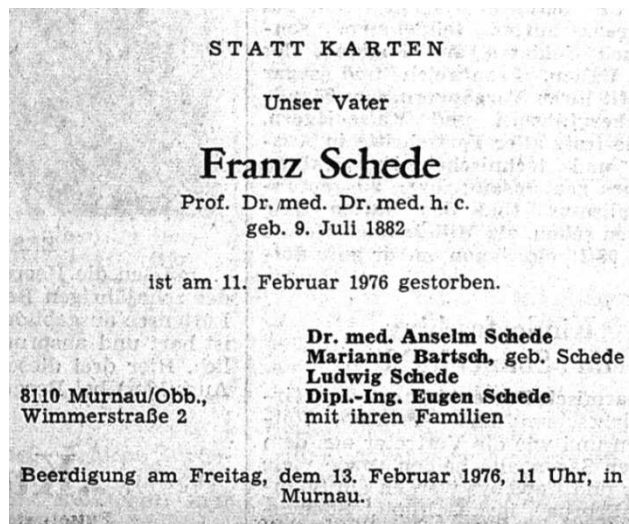 STATT KARTEN
Unser Vater
Franz Schede
Prof. Dr. med. Dr. med. h. c.
geb. 9. Juli 1882
ist am 11. Februar 1976 gestorben.
Dr. med. Anselm Schede
Marianne Bartsch, geb. Schede
Ludwig Schede
Dipl.-Ing. Eugen Schede
mit ihren Familien
8110 Murnau/Obb.,
Wimmerstraße 2
Beerdigung am Freitag, dem 13. Februar 1976, 11 Uhr, in
Murnau.